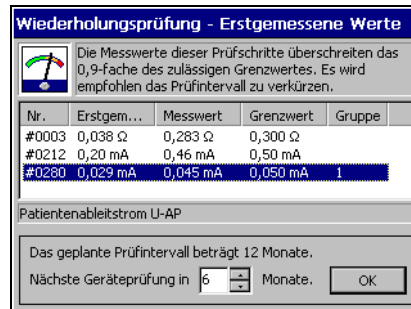 Wiederholungsprüfung - Erstgemessene Werte
Die Messwerte dieser Prüfschritte überschreiten das
0,9-fache des zulässigen Grenzwertes. Es wird
empfohlen das Prüfintervall zu verkürzen.
Nr. Erstgem... Messwert Grenzwert Gruppe
#0003 0,038 Ω 0,283 Ω 0,300 Ω
#0212 0,20 mA 0,46 mA 0,50 mA
#0280 0,029 mA 0,045 mA 0,050 mA 1
Patientenableitstrom U-AP
Das geplante Prüfintervall beträgt 12 Monate.
Nächste Geräteprüfung in 6 Monate. OK